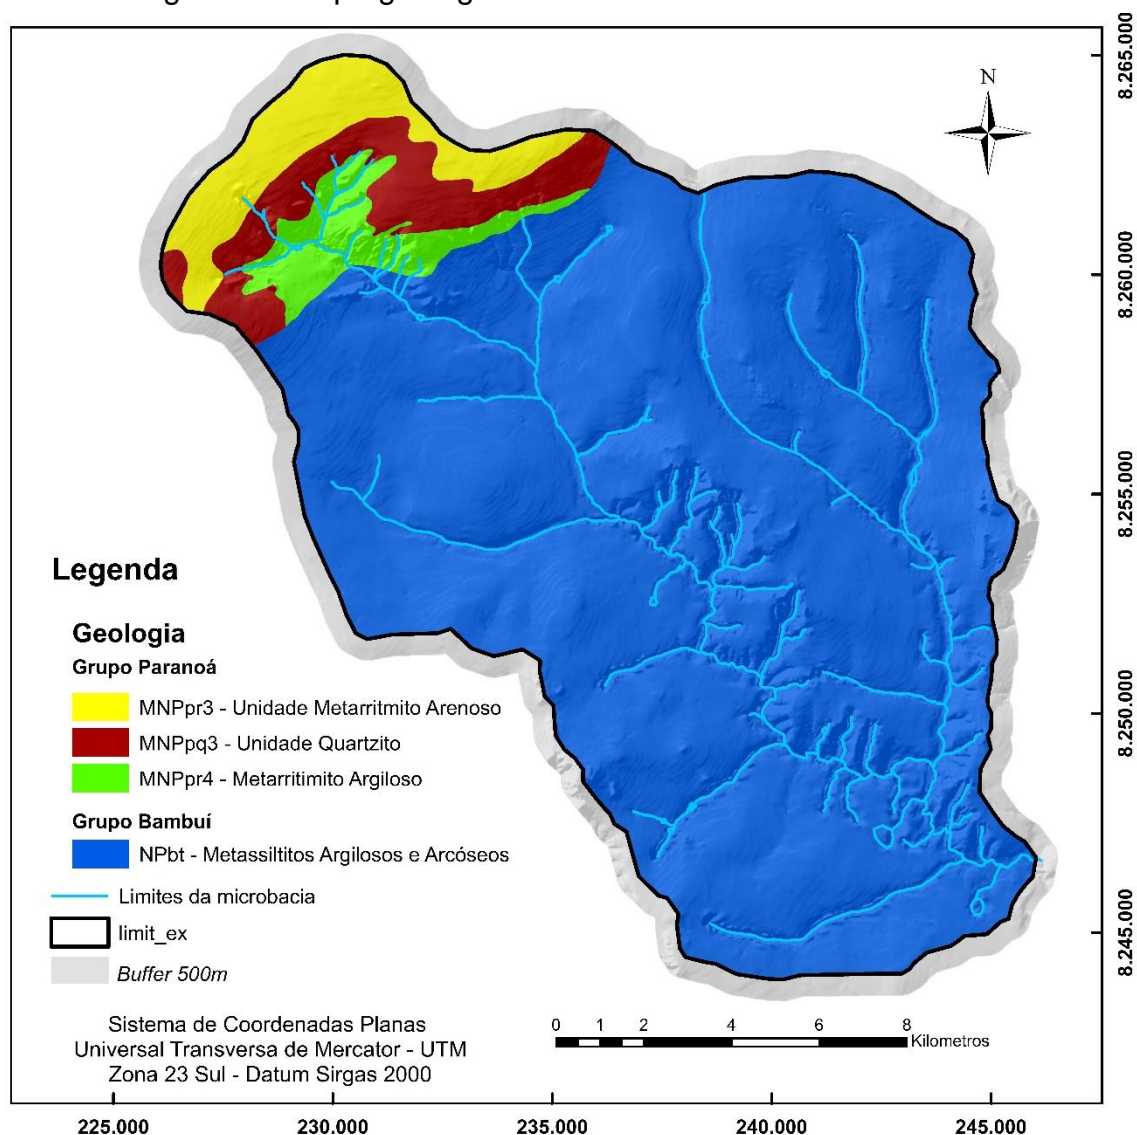 N
8.265.000
8.260.000
8.255.000
8.250.000
8.245.000
Legenda
Geologia
Grupo Paranoá
MNPpr3 - Unidade Metarritmito Arenoso
MNPpq3 - Unidade Quartzito
MNPpr4 - Metarritimito Argiloso
Grupo Bambuí
NPbt - Metassiltitos Argilosos e Arcóseos
Limites da microbacia
limit_ex
Buffer 500m
Sistema de Coordenadas Planas
Universal Transversa de Mercator - UTM
Zona 23 Sul - Datum Sirgas 2000
0 1 2 4 6 8
Kilometros
225.000 230.000 235.000 240.000 245.000